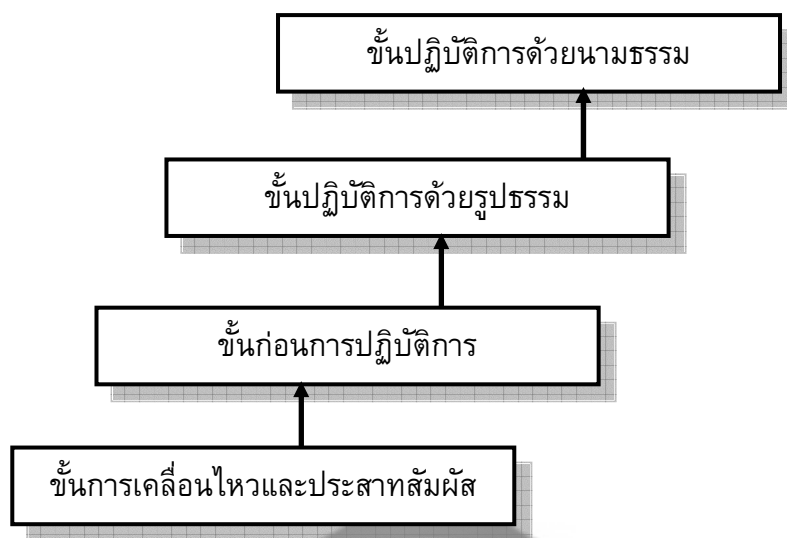 ขั้นปฏิบัติการด้วยนามธรรม
ขั้นปฏิบัติการด้วยรูปธรรม
ขั้นก่อนการปฏิบัติการ
ขั้นการเคลื่อนไหวและประสาทสัมผัส